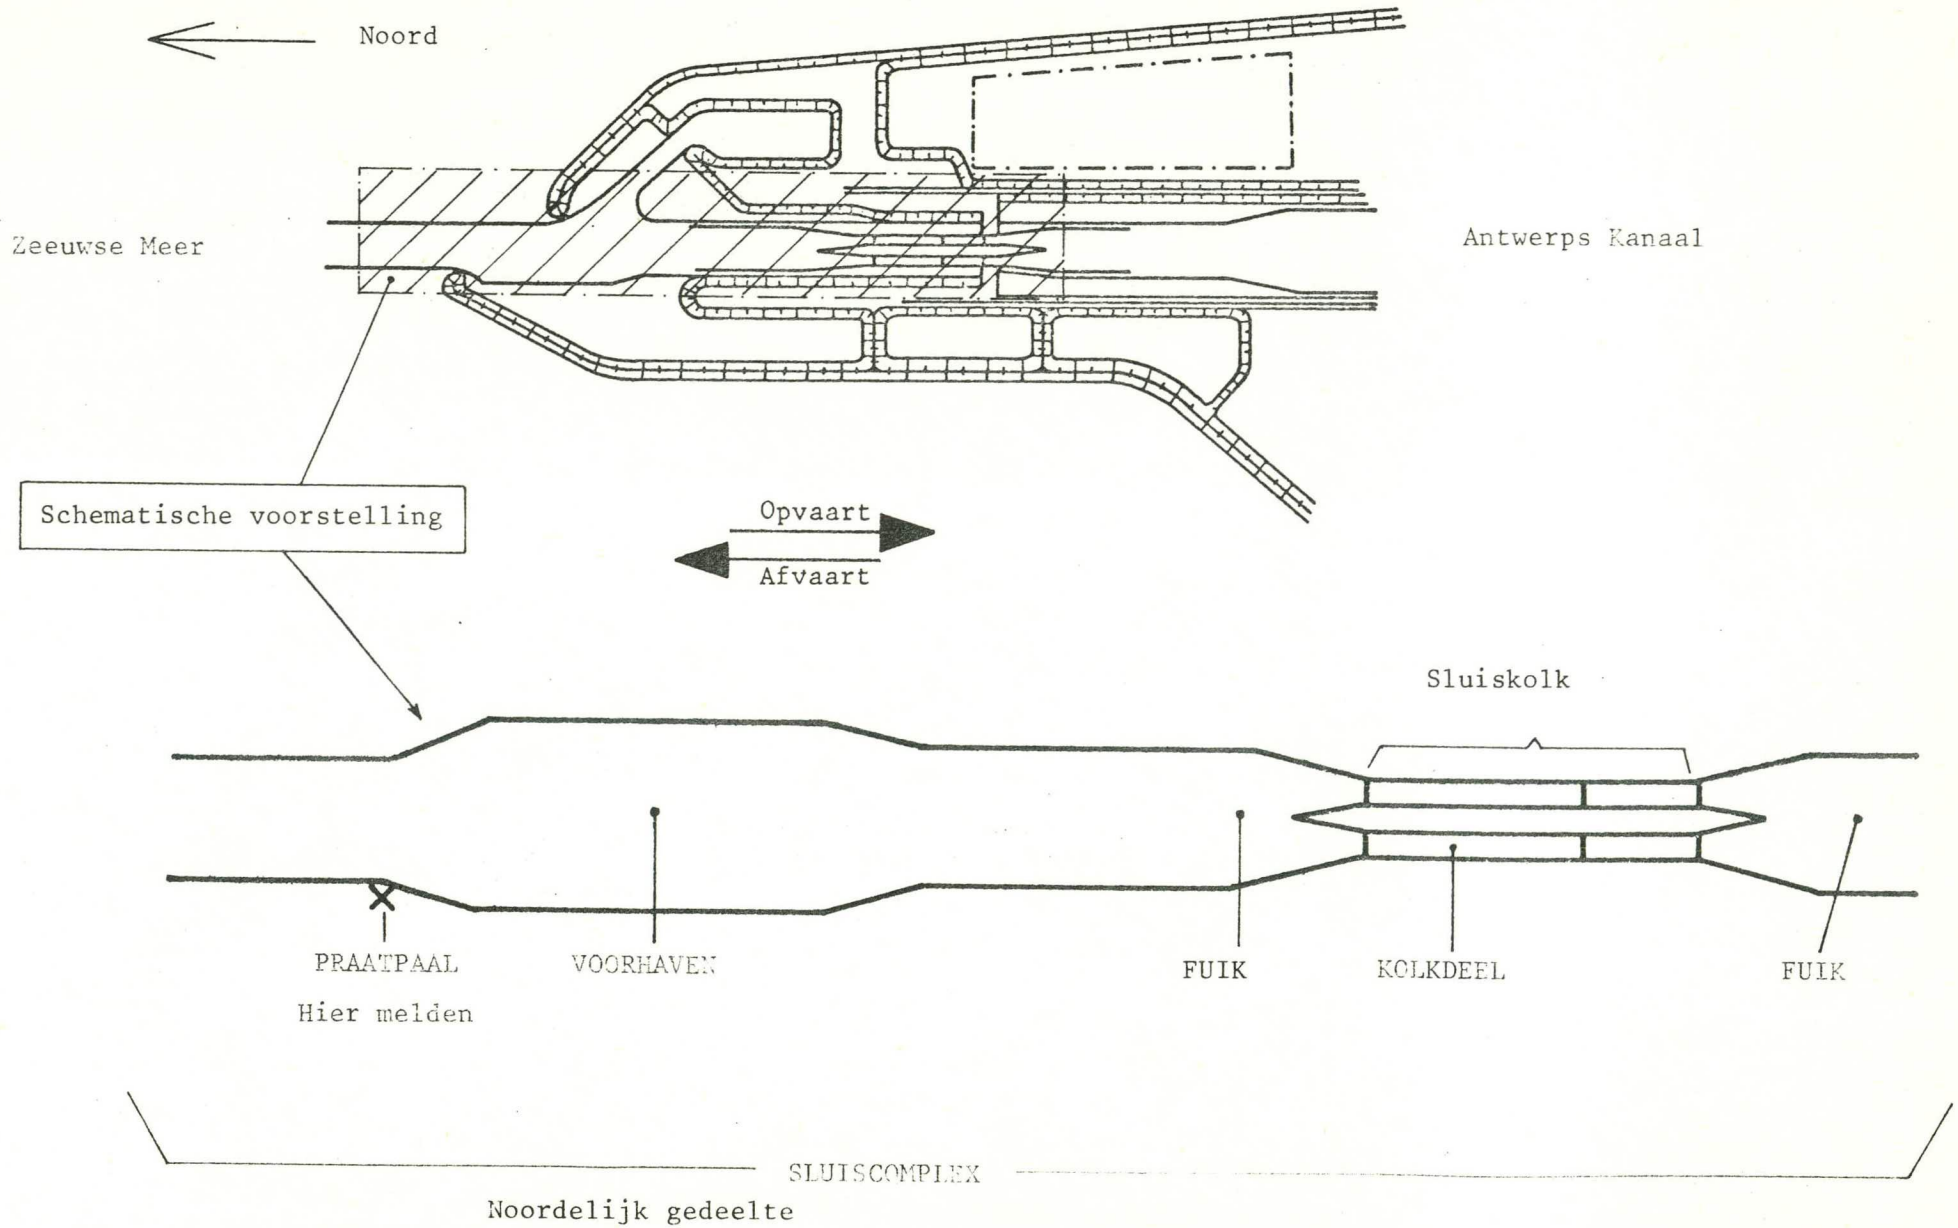 Noord
Zeeuwse Meer
Antwerps Kanaal
Schematische voorstelling
Opvaart
Afvaart
Sluiskolk
PRAATPAAL
VOORHAVEN
FUIK
KOLKDEEL
FUIK
Hier melden
SLUISCOMPLEX
Noordelijk gedeelte